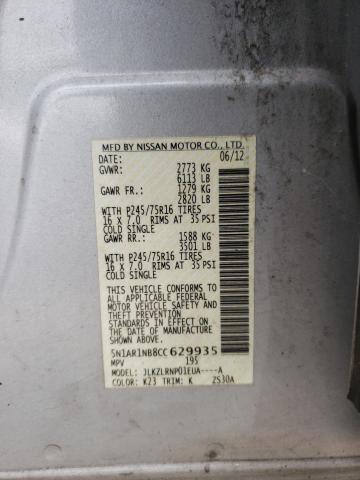 MFD BY NISSAN MOTOR CO., LTD.
DATE: 06/12
GVWR: 2773 KG
6113 LB
GAWR FR.: 1279 KG
2820 LB
WITH P245/75R16 TIRES
16 X 7.0 RIMS AT 35 PSI
COLD SINGLE
GAWR RR.: 1588 KG
3501 LB
WITH P245/75R16 TIRES
16 X 7.0 RIMS AT 35 PSI
COLD SINGLE
THIS VEHICLE CONFORMS TO
ALL APPLICABLE FEDERAL MOTOR
VEHICLE SAFETY AND
THEFT PREVENTION STANDARDS
IN EFFECT ON THE DATE OF
MANUFACTURE SHOWN ABOVE.
5N1AR1NB8CC629935
MPV 195
MODEL: JLKZLRNP01EUA----A
COLOR: K23 TRIM: K ZS30A